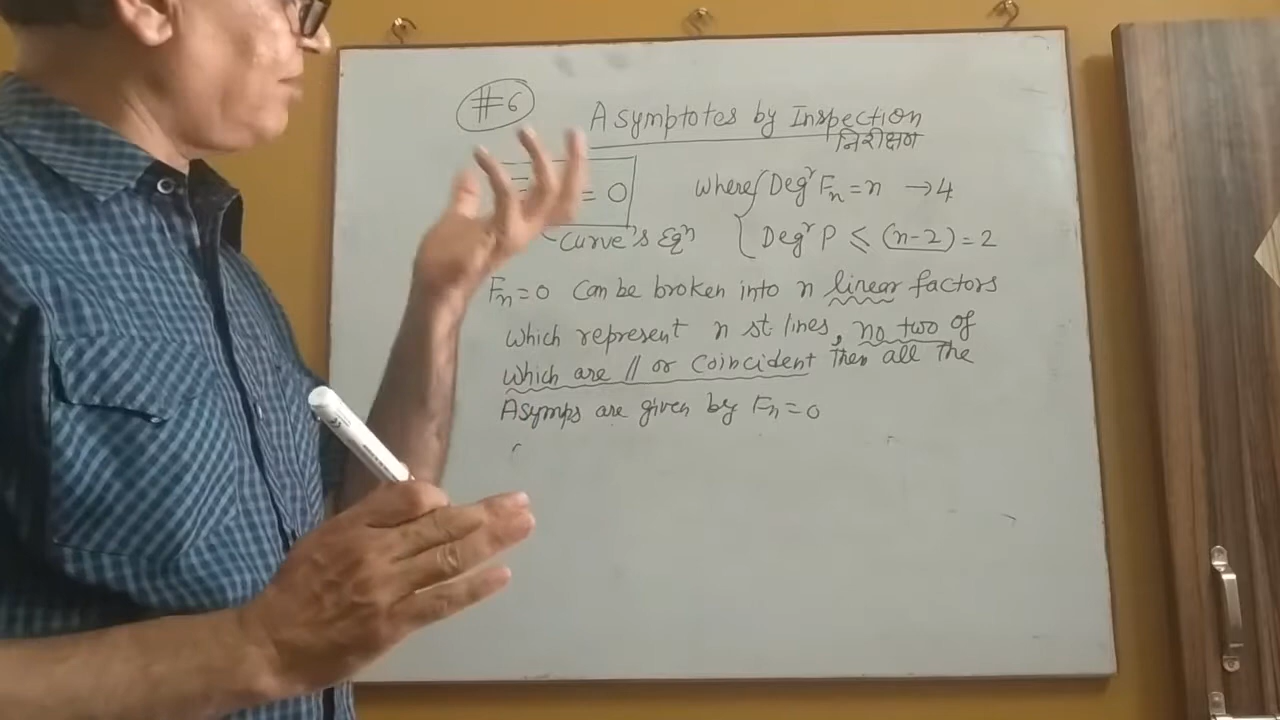 #6
Asymptotes by Inspection
निरीक्षण
= 0 where Degʳ Fn = n → 4
Curve's Eqⁿ Degʳ P ⩽ (n-2) = 2
Fn = 0 can be broken into n linear factors
which represent n st. lines, no two of
which are // or Coincident then all the
Asymps are given by Fn = 0